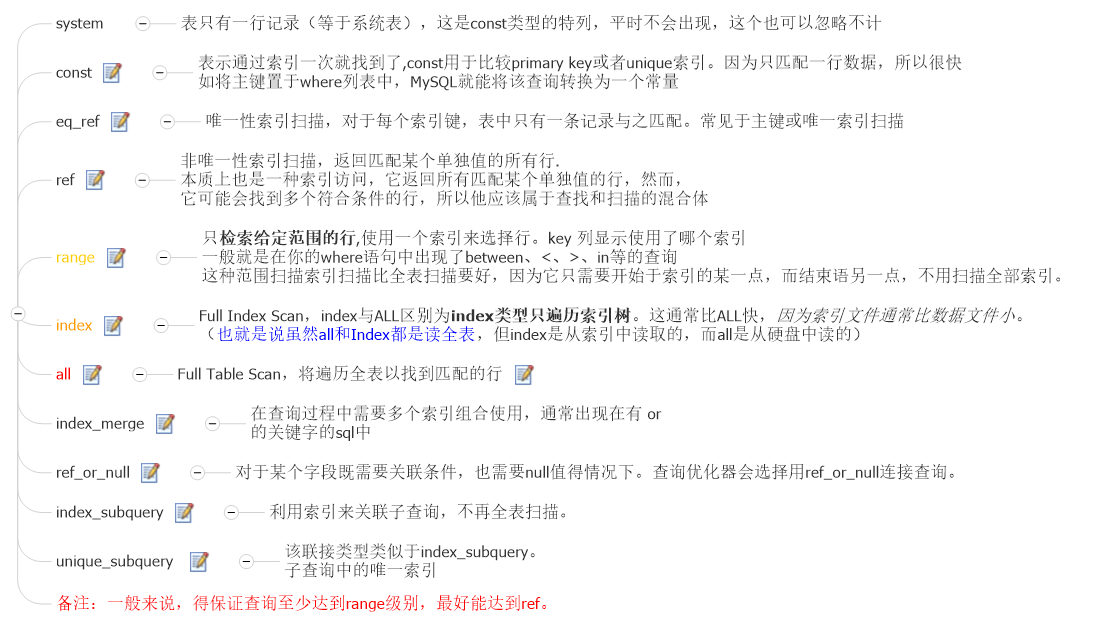 system
表只有一行记录（等于系统表），这是const类型的特列，平时不会出现，这个也可以忽略不计
const
表示通过索引一次就找到了,const用于比较primary key或者unique索引。因为只匹配一行数据，所以很快
如将主键置于where列表中，MySQL就能将该查询转换为一个常量
eq_ref
唯一性索引扫描，对于每个索引键，表中只有一条记录与之匹配。常见于主键或唯一索引扫描
ref
非唯一性索引扫描，返回匹配某个单独值的所有行.
本质上也是一种索引访问，它返回所有匹配某个单独值的行，然而，
它可能会找到多个符合条件的行，所以他应该属于查找和扫描的混合体
range
只检索给定范围的行,使用一个索引来选择行。key 列显示使用了哪个索引
一般就是在你的where语句中出现了between、<、>、in等的查询
这种范围扫描索引扫描比全表扫描要好，因为它只需要开始于索引的某一点，而结束语另一点，不用扫描全部索引。
index
Full Index Scan，index与ALL区别为index类型只遍历索引树。这通常比ALL快，因为索引文件通常比数据文件小。
（也就是说虽然all和Index都是读全表，但index是从索引中读取的，而all是从硬盘中读的）
all
Full Table Scan，将遍历全表以找到匹配的行
index_merge
在查询过程中需要多个索引组合使用，通常出现在有 or
的关键字的sql中
ref_or_null
对于某个字段既需要关联条件，也需要null值得情况下。查询优化器会选择用ref_or_null连接查询。
index_subquery
利用索引来关联子查询，不再全表扫描。
unique_subquery
该联接类型类似于index_subquery。
子查询中的唯一索引
备注：一般来说，得保证查询至少达到range级别，最好能达到ref。